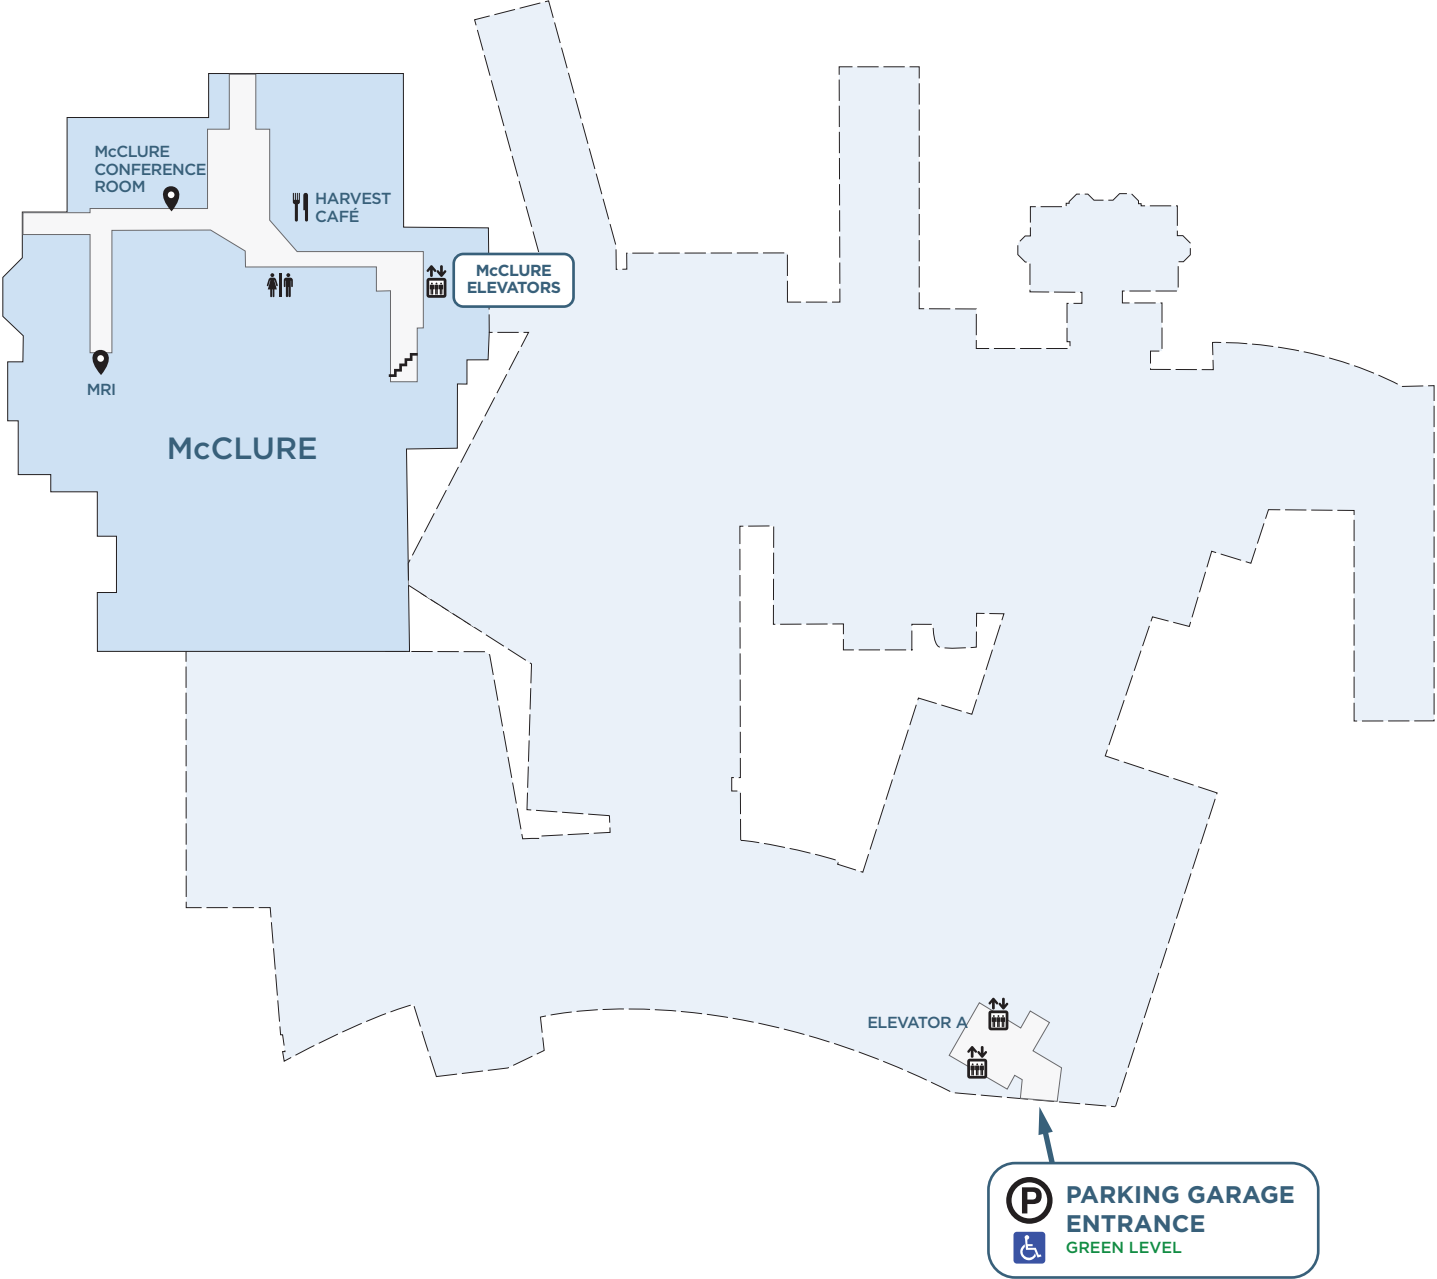 McCLURE
CONFERENCE
ROOM
HARVEST
CAFÉ
McCLURE
ELEVATORS
MRI
McCLURE
ELEVATOR A
P
PARKING GARAGE
ENTRANCE
GREEN LEVEL